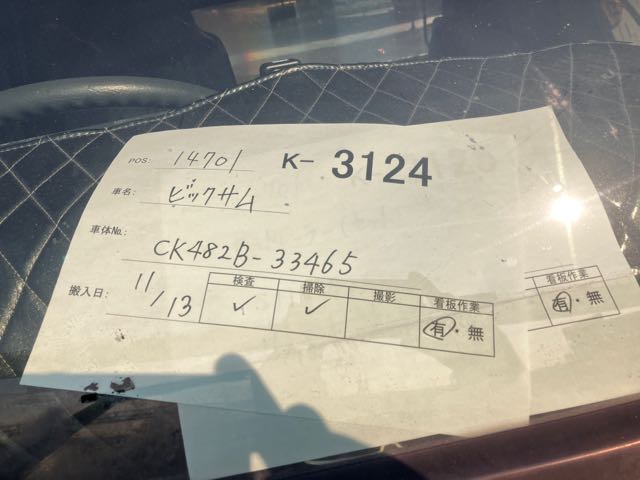 POS: 14701 K- 3124
車名: ビックサム
車体No.: CK482B-33465
搬入日: 11/13
検査 掃除 撮影 看板作業
✓ ✓ 有・無
看板作業
有・無